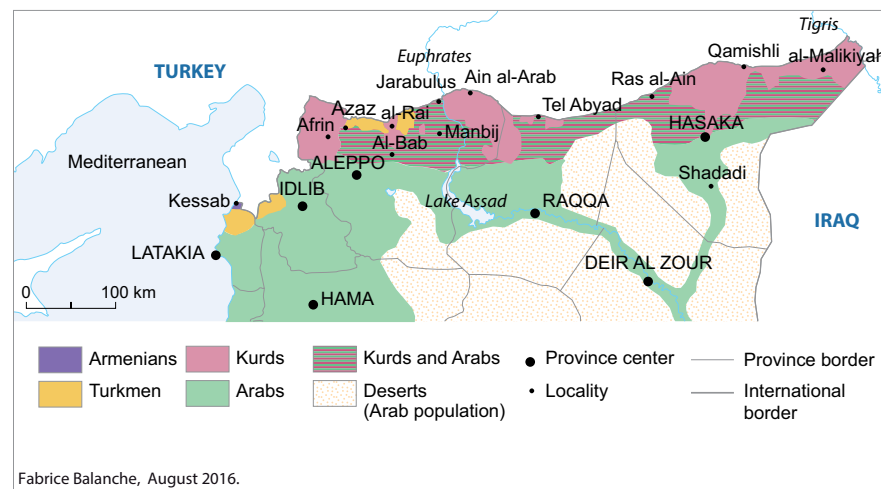 Tigris
Qamishli
al-Malikiyah
Euphrates
TURKEY
Jarabulus
Ain al-Arab
Ras al-Ain
Azaz
al-Rai
Tel Abyad
Afrin
Manbij
HASAKA
Al-Bab
Mediterranean
ALEPPO
Shadadi
Kessab
IDLIB
Lake Assad
RAQQA
IRAQ
LATAKIA
DEIR AL ZOUR
0 100 km
HAMA
Armenians
Kurds
Kurds and Arabs
Province center
Province border
Turkmen
Arabs
Deserts
(Arab population)
Locality
International
border
Fabrice Balanche, August 2016.